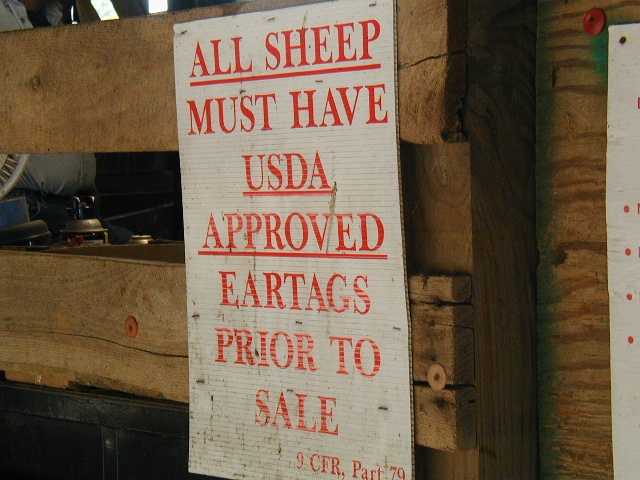 ALL SHEEP
MUST HAVE
USDA
APPROVED
EARTAGS
PRIOR TO
SALE
9 CFR, Part 79